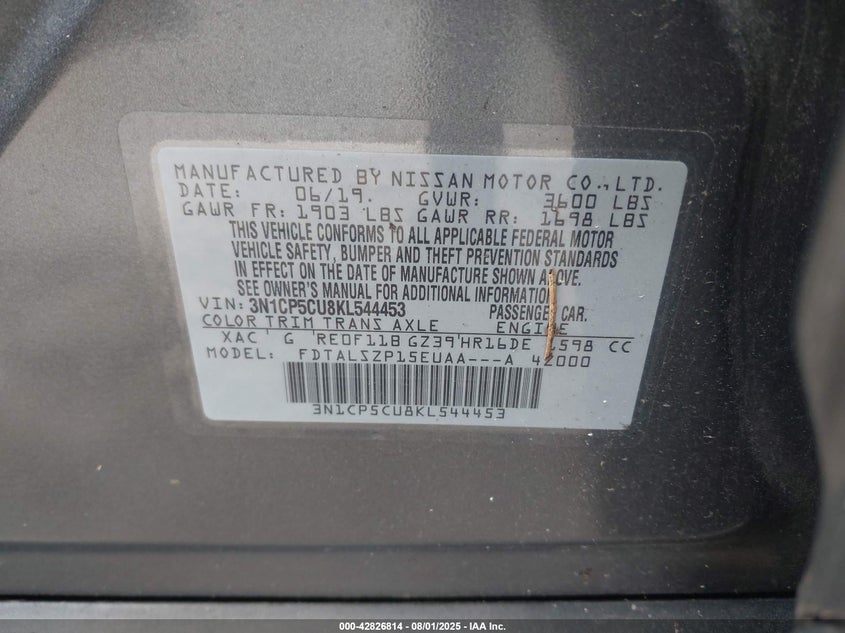 MANUFACTURED BY NISSAN MOTOR CO., LTD.
DATE: 06/19. GVWR: 3600 LBS
GAWR FR: 1903 LBS GAWR RR: 1698 LBS
THIS VEHICLE CONFORMS TO ALL APPLICABLE FEDERAL MOTOR
VEHICLE SAFETY, BUMPER AND THEFT PREVENTION STANDARDS
IN EFFECT ON THE DATE OF MANUFACTURE SHOWN ABOVE.
SEE OWNER'S MANUAL FOR ADDITIONAL INFORMATION
VIN: 3N1CP5CU8KL544453 PASSENGER CAR.
COLOR TRIM TRANS AXLE ENGINE
XAC' G RE0F11B GZ39'HR16DE 1598 CC
MODEL: FDTALSZP15EUAA---A 42000
3N1CP5CU8KL544453
000-42826814 - 08/01/2025 - IAA Inc.